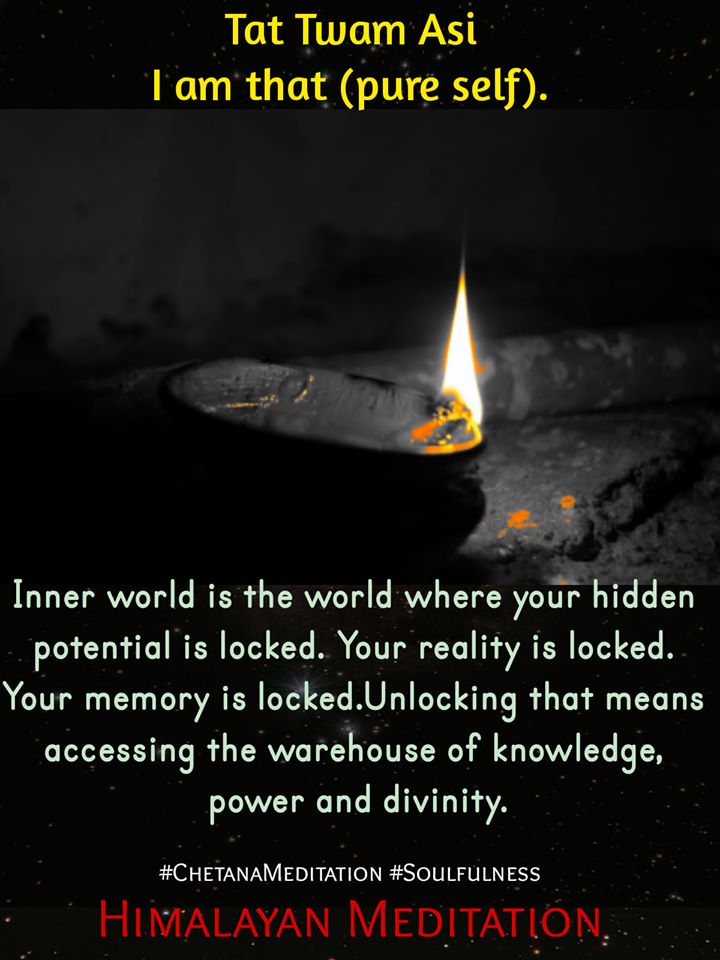 Tat Twam Asi
I am that (pure self).
Inner world is the world where your hidden
potential is locked. Your reality is locked.
Your memory is locked.Unlocking that means
accessing the warehouse of knowledge,
power and divinity.
#ChetanaMeditation #Soulfulness
Himalayan Meditation